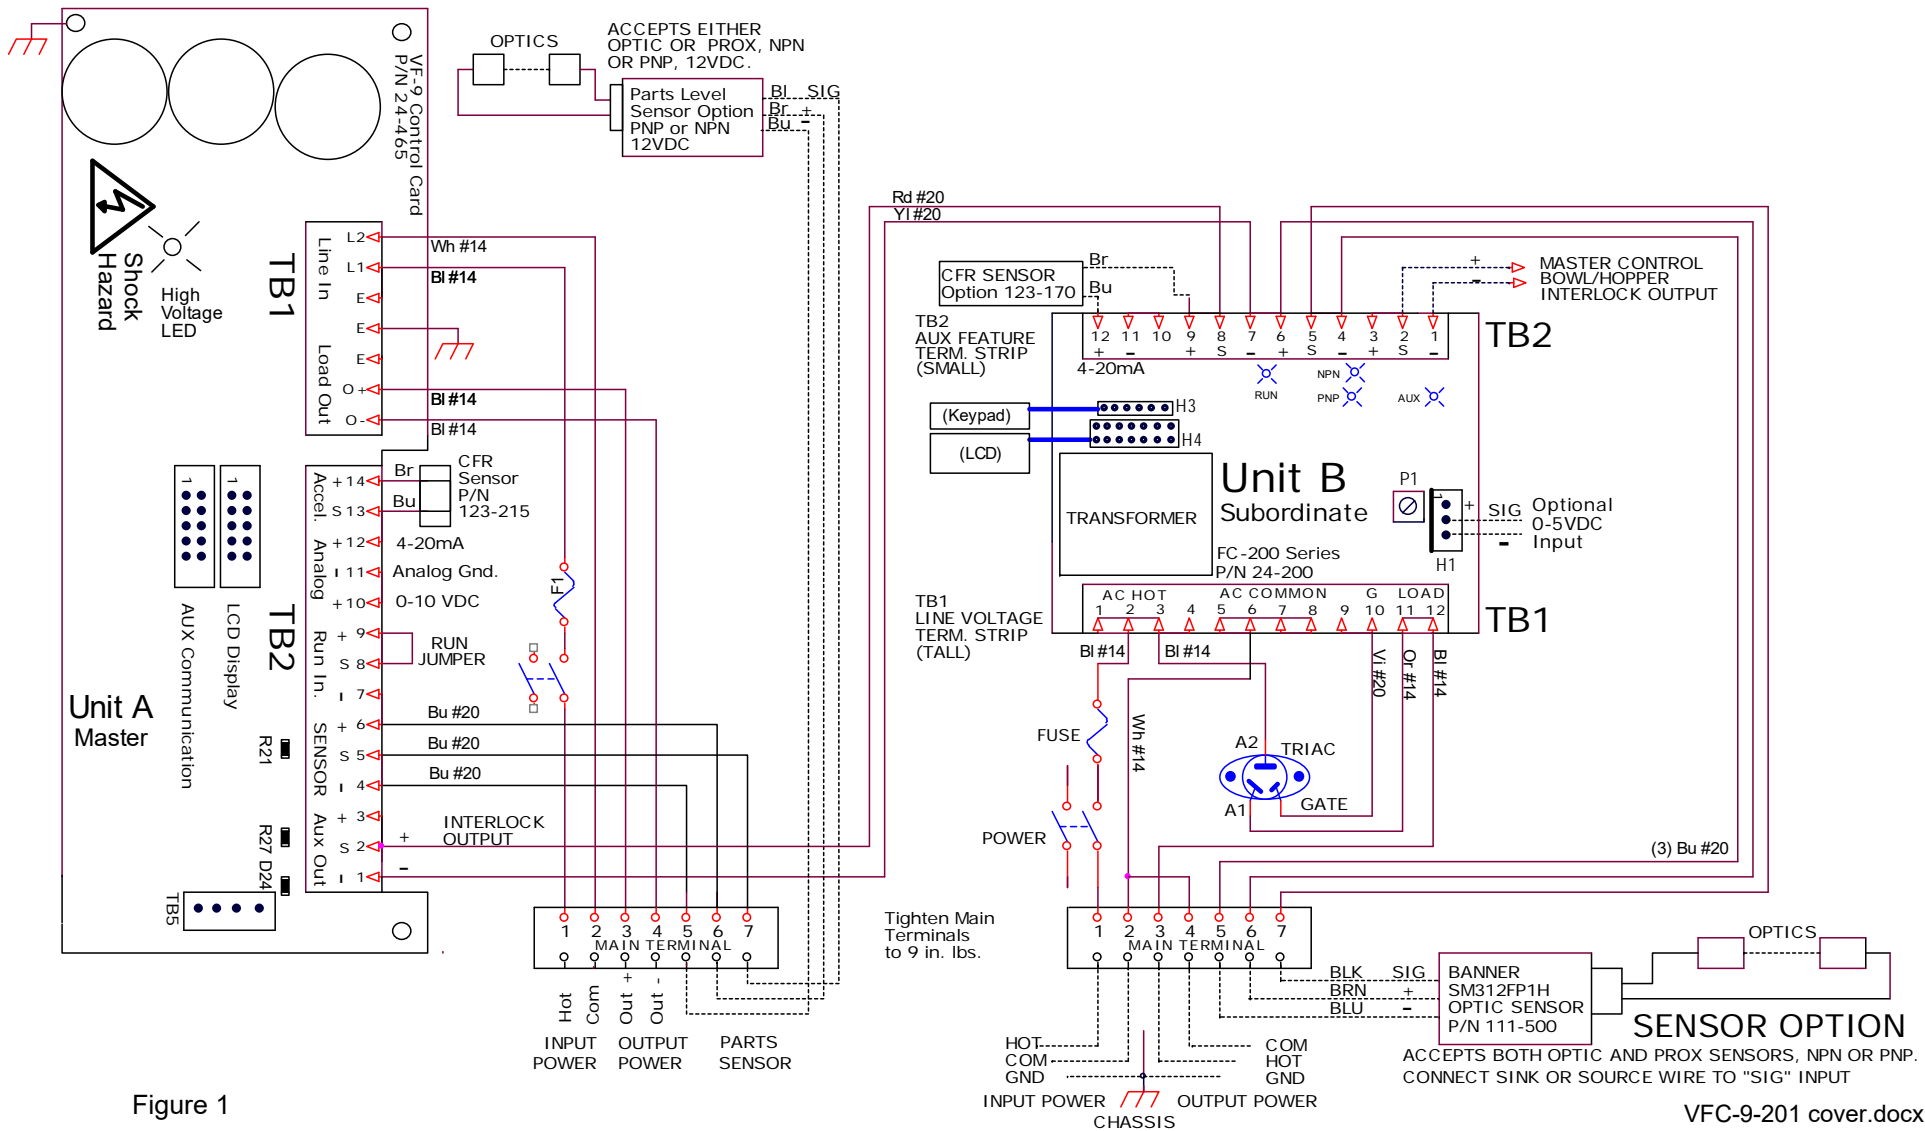 VF-9 Control Card
P/N 24-465
Shock
Hazard
High
Voltage
LED
TB1
Line In
Load Out
L2
L1
E
E
E
O+
O-
Wh #14
Bl #14
Bl #14
Bl #14
OPTICS
ACCEPTS EITHER
OPTIC OR PROX, NPN
OR PNP, 12VDC.
Parts Level
Sensor Option
PNP or NPN
12VDC
Bl SIG
Br +
Bu -
Accel.
Analog
Run In.
SENSOR
Aux Out
+ 14
S 13
+ 12
- 11
+ 10
+ 9
S 8
- 7
+ 6
S 5
- 4
+ 3
S 2
- 1
Br
Bu
CFR
Sensor
P/N
123-215
4-20mA
Analog Gnd.
0-10 VDC
RUN
JUMPER
Bu #20
Bu #20
Bu #20
INTERLOCK
OUTPUT
+
-
1
1
AUX Communication
LCD Display
TB2
Unit A
Master
R21
R27
D24
TB5
F1
1 2 3 4 5 6 7
MAIN TERMINAL
Hot
Com
Out +
Out -
INPUT
POWER
OUTPUT
POWER
PARTS
SENSOR
Figure 1
Rd #20
Yl #20
CFR SENSOR
Option 123-170
Br
Bu
TB2
AUX FEATURE
TERM. STRIP
(SMALL)
12 11 10 9 8 7 6 5 4 3 2 1
+ - + S - + S - + S -
4-20mA
TB2
+
-
MASTER CONTROL
BOWL/HOPPER
INTERLOCK OUTPUT
RUN
NPN
PNP
AUX
(Keypad)
(LCD)
H3
H4
TRANSFORMER
Unit B
Subordinate
FC-200 Series
P/N 24-200
P1
1
H1
+
SIG
-
Optional
0-5VDC
Input
TB1
LINE VOLTAGE
TERM. STRIP
(TALL)
AC HOT AC COMMON G LOAD
1 2 3 4 5 6 7 8 9 10 11 12
TB1
Bl #14
Bl #14
Vi #20
Or #14
Bl #14
FUSE
Wh #14
A2
TRIAC
A1
GATE
POWER
(3) Bu #20
Tighten Main
Terminals
to 9 in. lbs.
1 2 3 4 5 6 7
MAIN TERMINAL
HOT
COM
GND
COM
HOT
GND
INPUT POWER
OUTPUT POWER
CHASSIS
BLK SIG
BRN +
BLU -
BANNER
SM312FP1H
OPTIC SENSOR
P/N 111-500
OPTICS
SENSOR OPTION
ACCEPTS BOTH OPTIC AND PROX SENSORS, NPN OR PNP.
CONNECT SINK OR SOURCE WIRE TO "SIG" INPUT
VFC-9-201 cover.docx